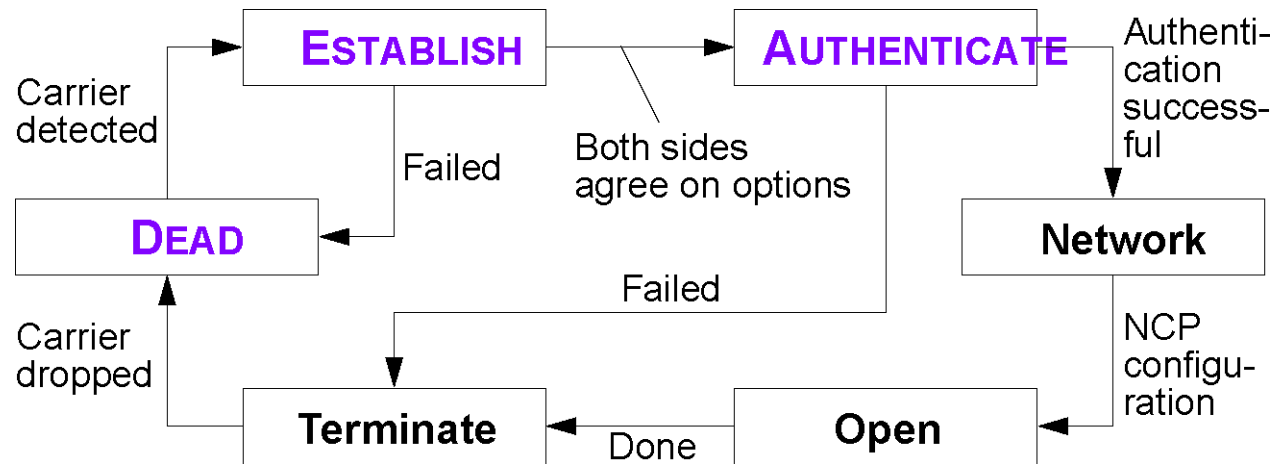 ESTABLISH
AUTHENTICATE
Authenti-
cation
success-
ful
Carrier
detected
Failed
Both sides
agree on options
DEAD
Network
Failed
Carrier
dropped
NCP
configu-
ration
Terminate
Done
Open